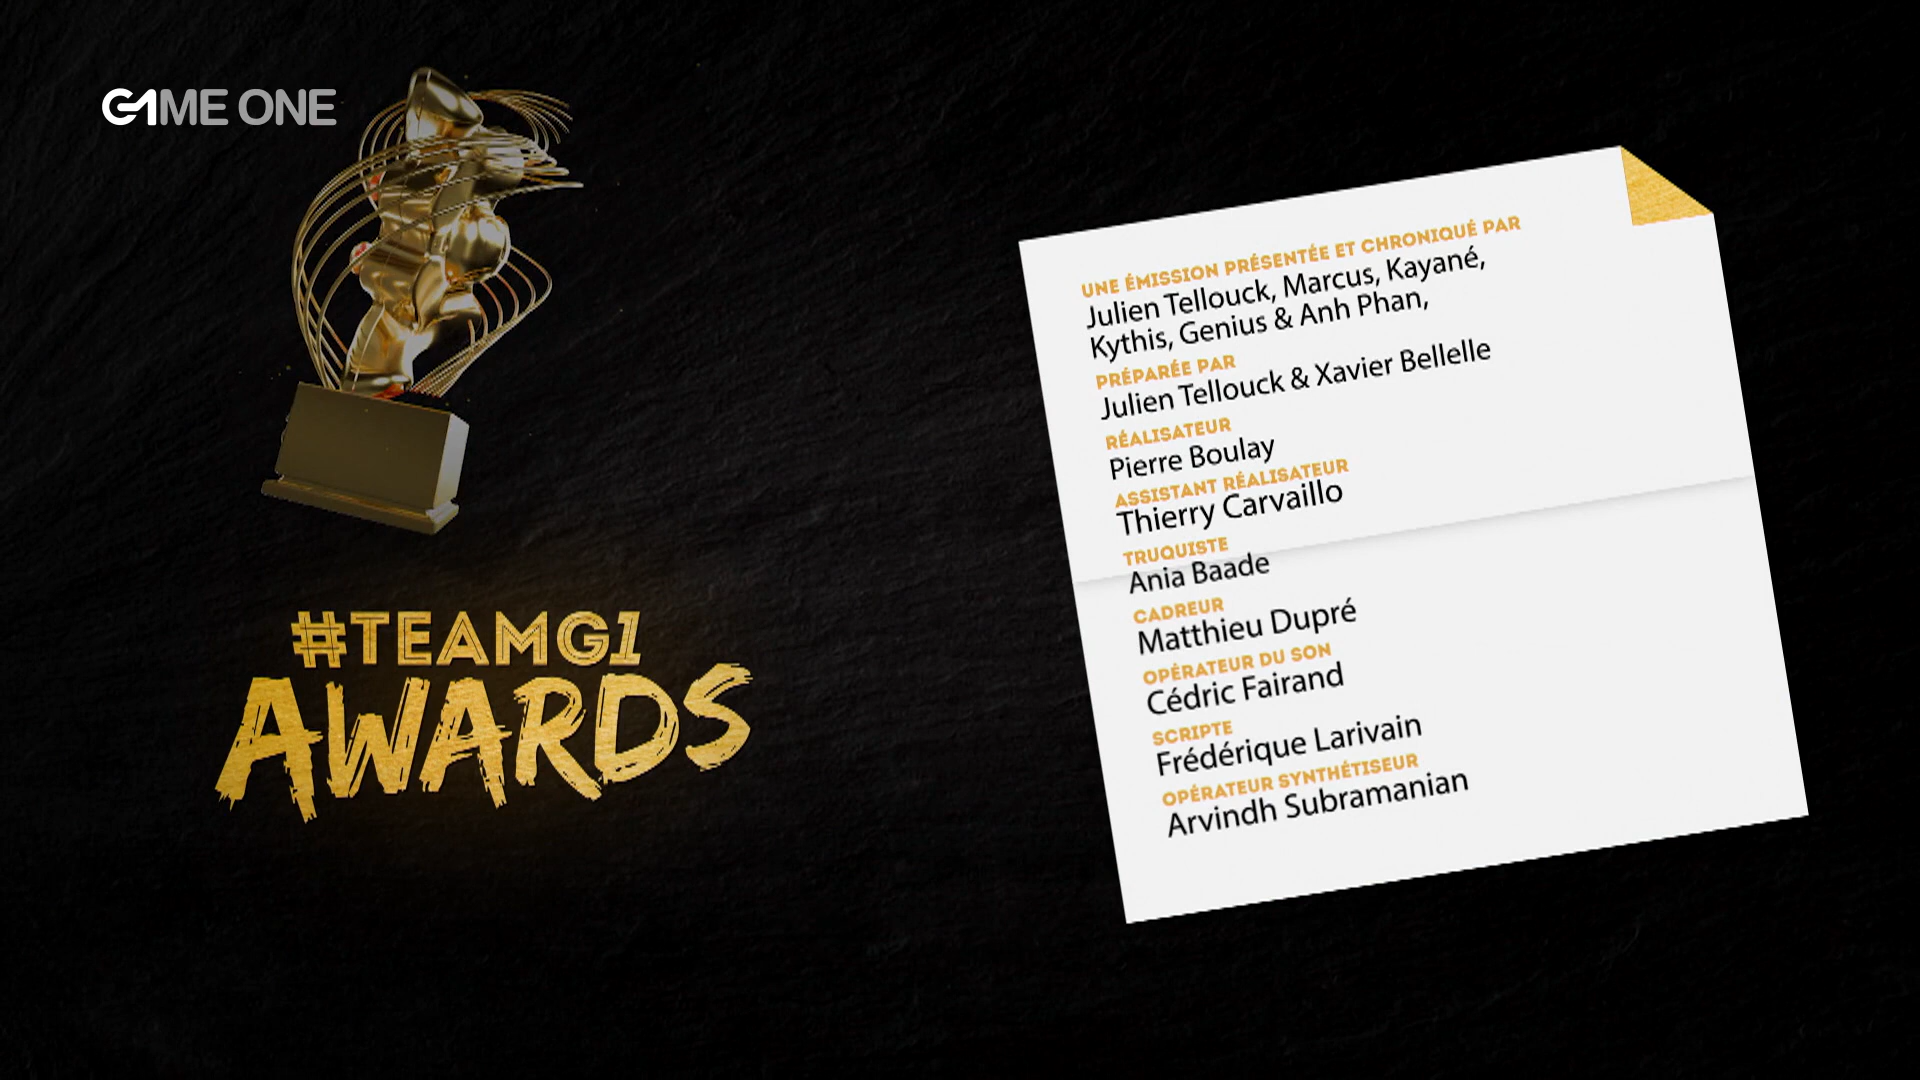 GAME ONE
#TEAMG1
AWARDS
UNE ÉMISSION PRÉSENTÉE ET CHRONIQUÉ PAR
Julien Tellouck, Marcus, Kayané,
Kythis, Genius & Anh Phan,
PRÉPARÉE PAR
Julien Tellouck & Xavier Bellelle
RÉALISATEUR
Pierre Boulay
ASSISTANT RÉALISATEUR
Thierry Carvaillo
TRUQUISTE
Ania Baade
CADREUR
Matthieu Dupré
OPÉRATEUR DU SON
Cédric Fairand
SCRIPTE
Frédérique Larivain
OPÉRATEUR SYNTHÉTISEUR
Arvindh Subramanian